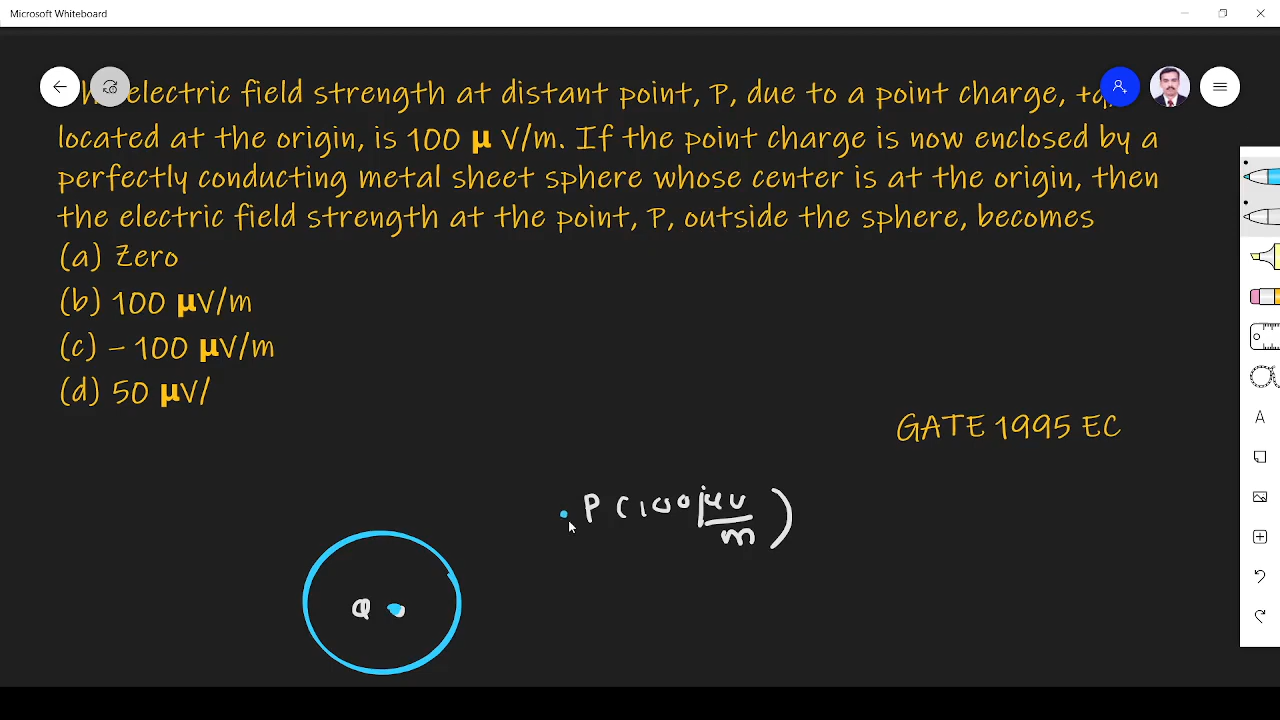 Microsoft Whiteboard
electric field strength at distant point, P, due to a point charge, +q,
located at the origin, is 100 μ V/m. If the point charge is now enclosed by a
perfectly conducting metal sheet sphere whose center is at the origin, then
the electric field strength at the point, P, outside the sphere, becomes
(a) Zero
(b) 100 μV/m
(c) – 100 μV/m
(d) 50 μV/
GATE 1995 EC
P (100 μV/m)
Q
A